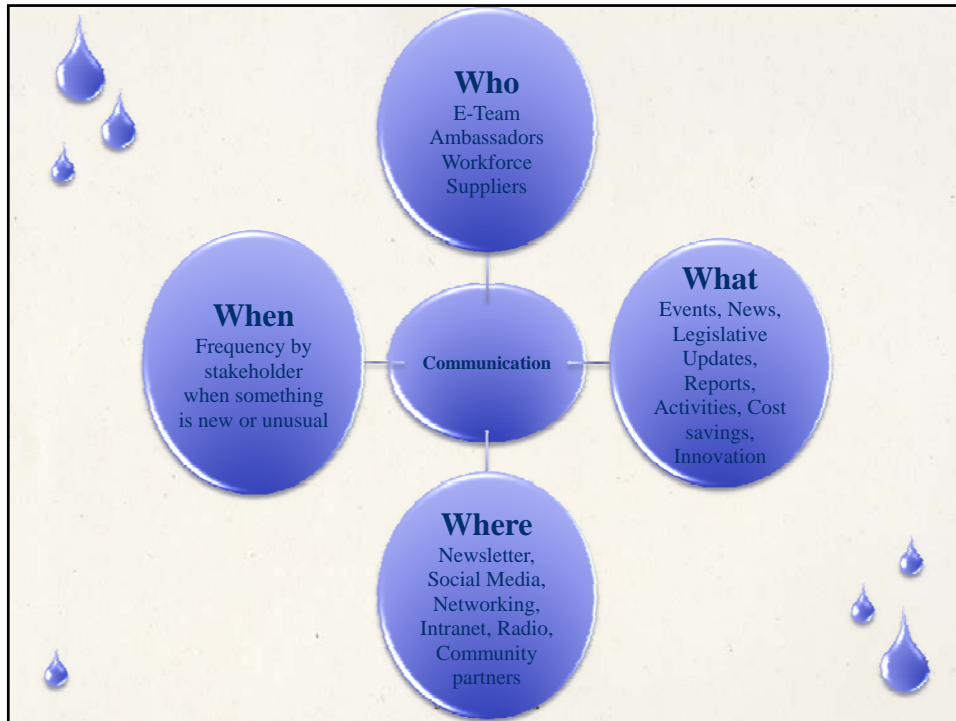 Who
E-Team
Ambassadors
Workforce
Suppliers
When
Frequency by
stakeholder
when something
is new or unusual
Communication
What
Events, News,
Legislative
Updates,
Reports,
Activities, Cost
savings,
Innovation
Where
Newsletter,
Social Media,
Networking,
Intranet, Radio,
Community
partners